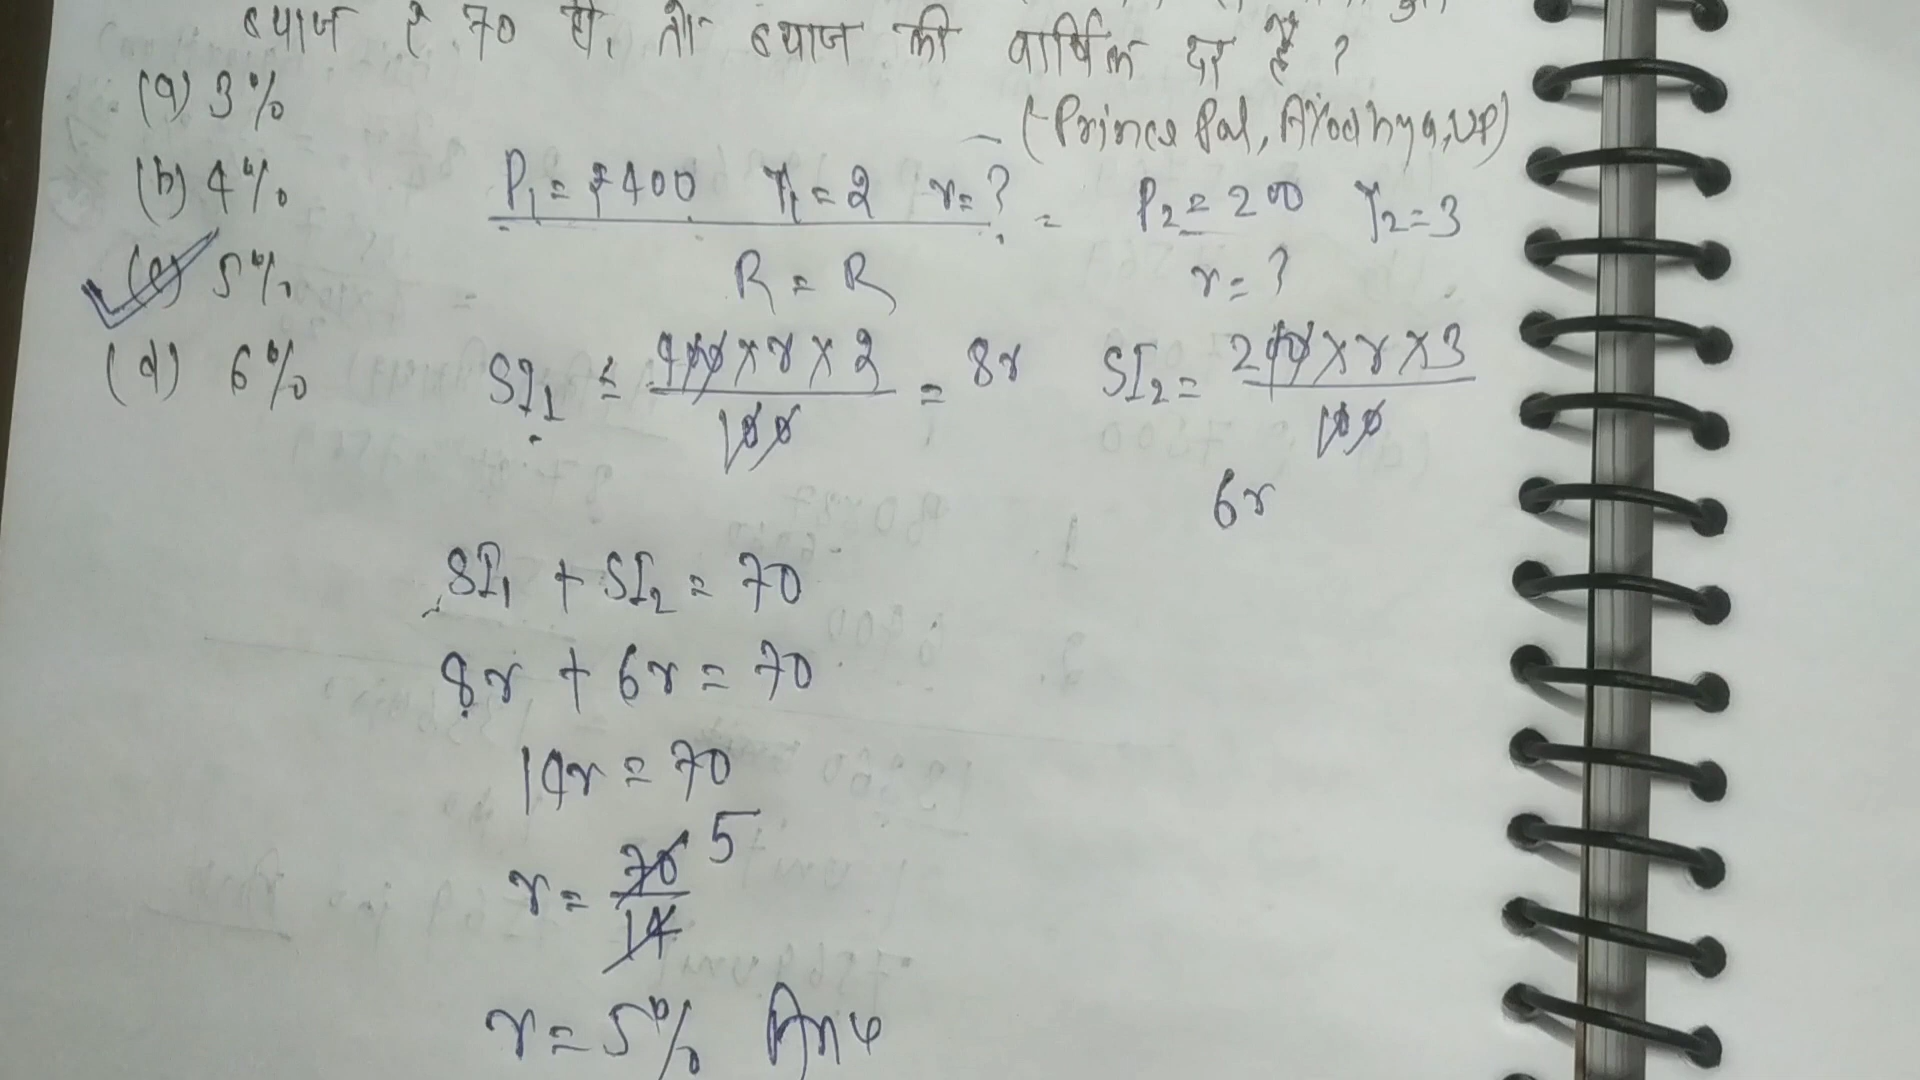 ब्याज ₹ 70 है, तो ब्याज की वार्षिक दर है ?
(a) 3%
(-Prince Pal, Ayodhya, UP)
(b) 4%
P₁ = ₹400 T₁ = 2 r = ? = P₂ = 200 T₂ = 3
(c) 5%
R = R
r = ?
(d) 6%
SI₁ = 400 × r × 2 / 100 = 8r SI₂ = 200 × r × 3 / 100
6r
SI₁ + SI₂ = 70
8r + 6r = 70
14r = 70
r = 70 / 14 5
r = 5% Ans